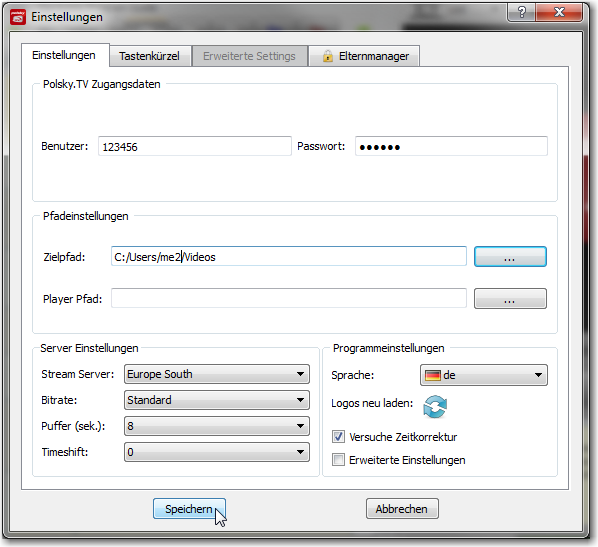 Einstellungen
Einstellungen Tastenkürzel Erweiterte Settings Elternmanager
Polsky.TV Zugangsdaten
Benutzer: 123456 Passwort: ●●●●●●
Pfadeinstellungen
Zielpfad: C:/Users/me2/Videos ...
Player Pfad: ...
Server Einstellungen
Stream Server: Europe South
Bitrate: Standard
Puffer (sek.): 8
Timeshift: 0
Programmeinstellungen
Sprache: de
Logos neu laden:
Versuche Zeitkorrektur
Erweiterte Einstellungen
Speichern Abbrechen